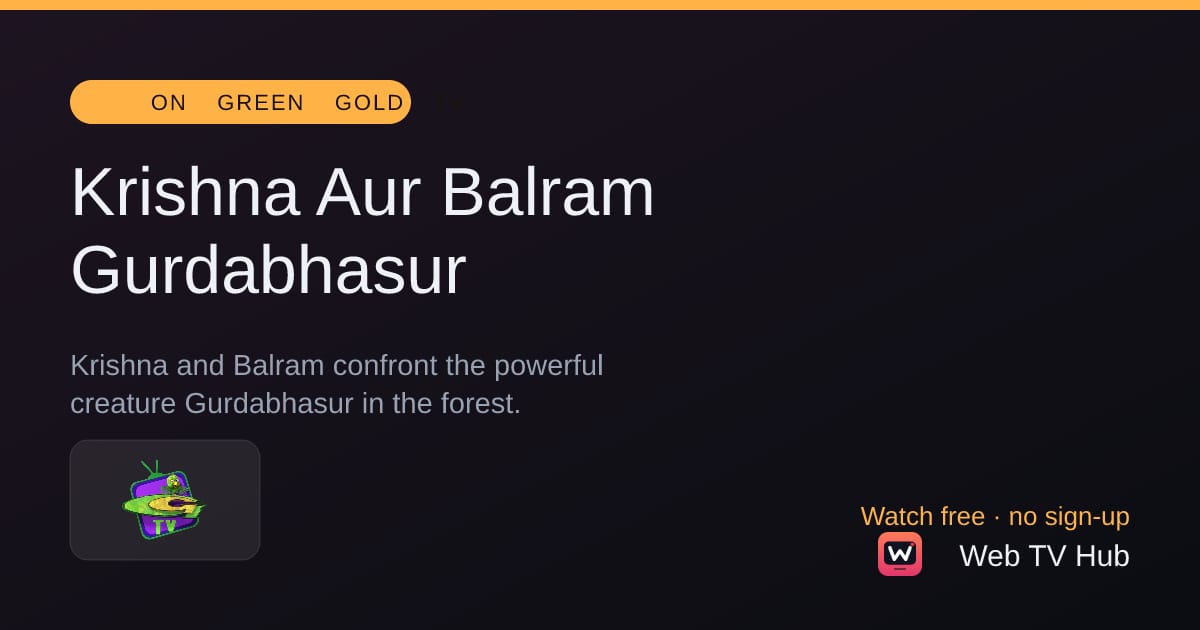 ON GREEN GOLD TV
Krishna Aur Balram
Gurdabhasur
Krishna and Balram confront the powerful
creature Gurdabhasur in the forest.
TV
Watch free · no sign-up
W
Web TV Hub